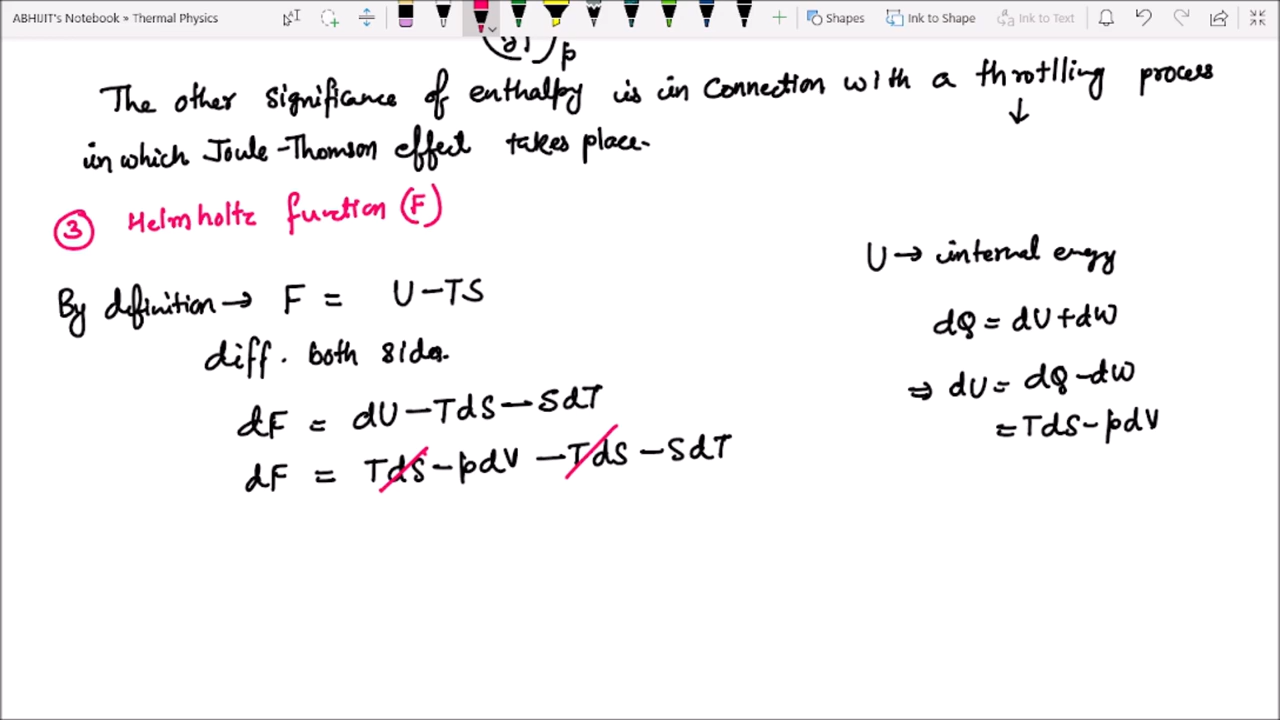 ABHIJIT's Notebook » Thermal Physics
Shapes
Ink to Shape
Ink to Text
p
The other significance of enthalpy is in connection with a throtlling process
↓
in which Joule-Thomson effect takes place.
③ Helmholtz function (F)
By definition → F = U-TS
diff. both sides.
dF = dU - TdS - SdT
dF = TdS - pdV - TdS - SdT
U → internal enrgy
dQ = dU + dW
⇒ dU = dQ - dW
= TdS - pdV